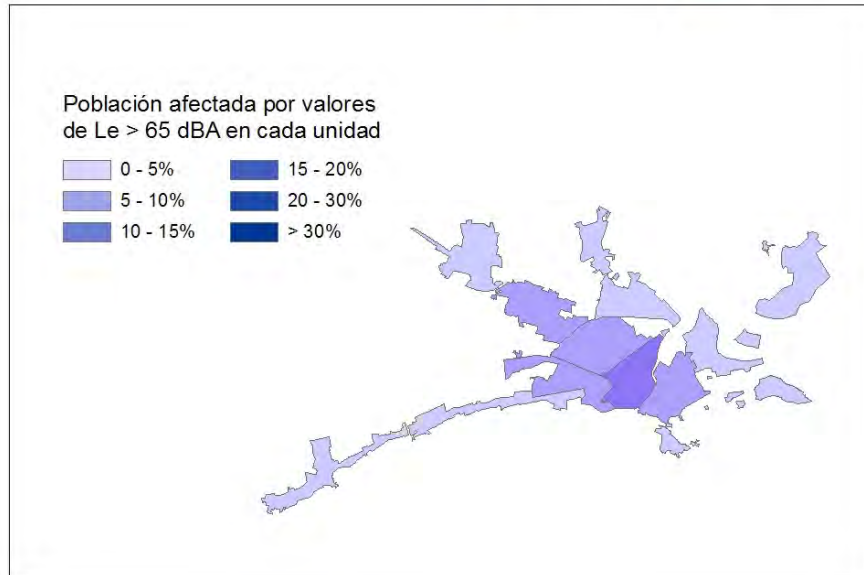 Población afectada por valores
de Le > 65 dBA en cada unidad
0 - 5%
5 - 10%
10 - 15%
15 - 20%
20 - 30%
> 30%